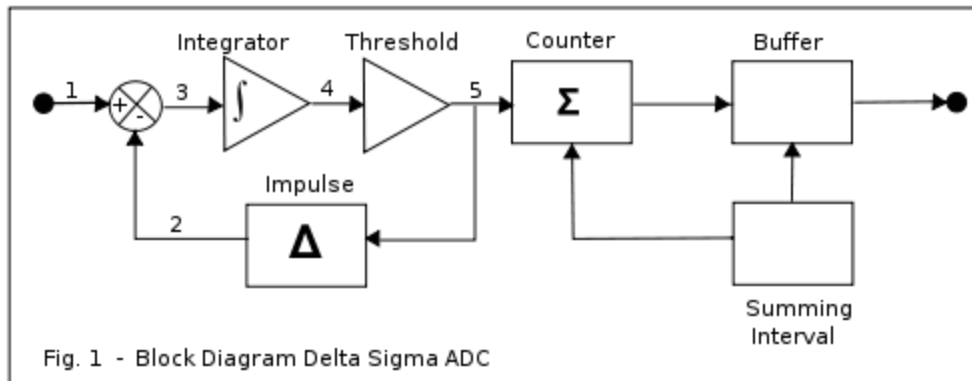 Integrator
Threshold
Counter
Buffer
1
+
-
3
∫
4
5
Σ
Impulse
2
Δ
Summing
Interval
Fig. 1 - Block Diagram Delta Sigma ADC